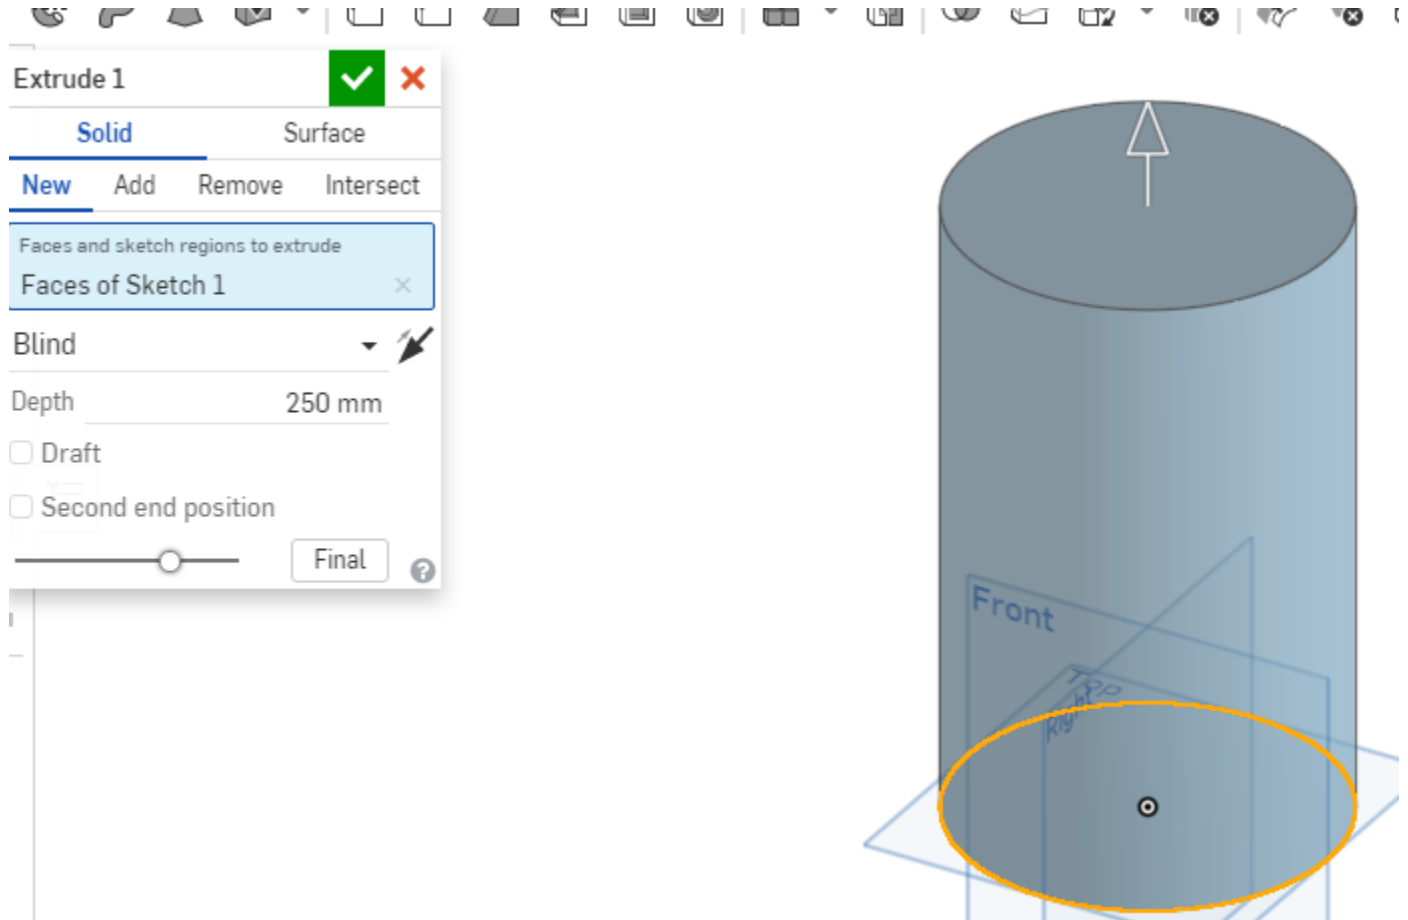 Extrude 1
Solid Surface
New Add Remove Intersect
Faces and sketch regions to extrude
Faces of Sketch 1
Blind
Depth 250 mm
Draft
Second end position
Final
Front
Top
Right